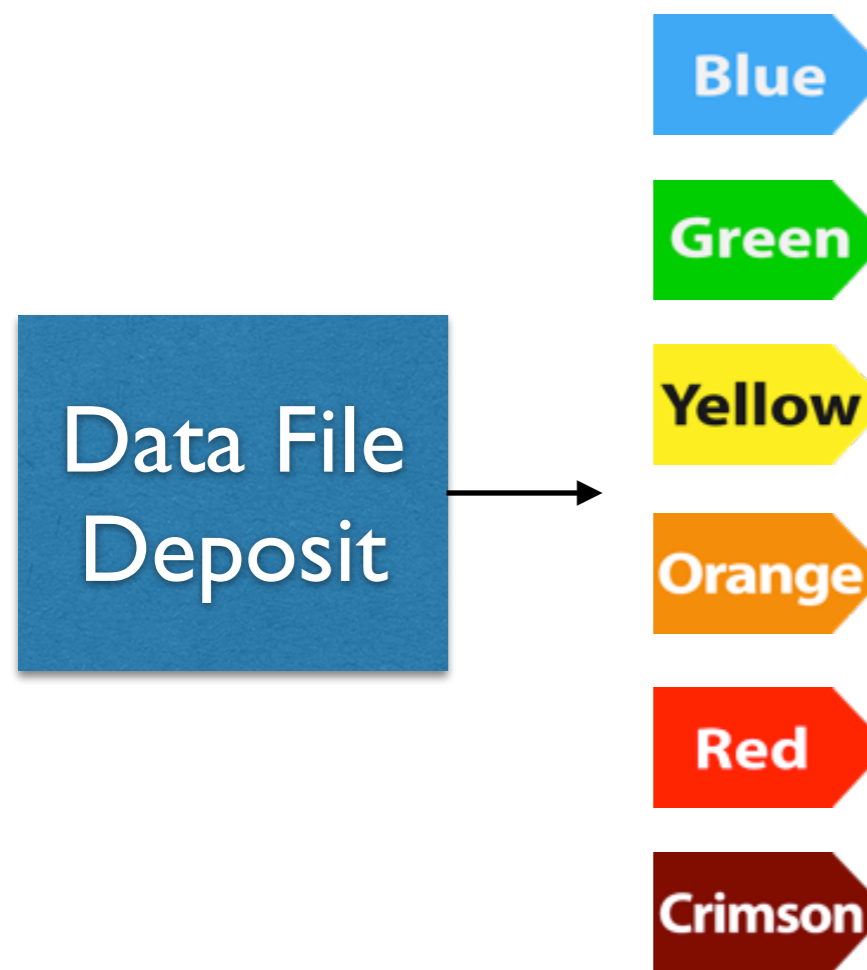 Data File
Deposit
Blue
Green
Yellow
Orange
Red
Crimson